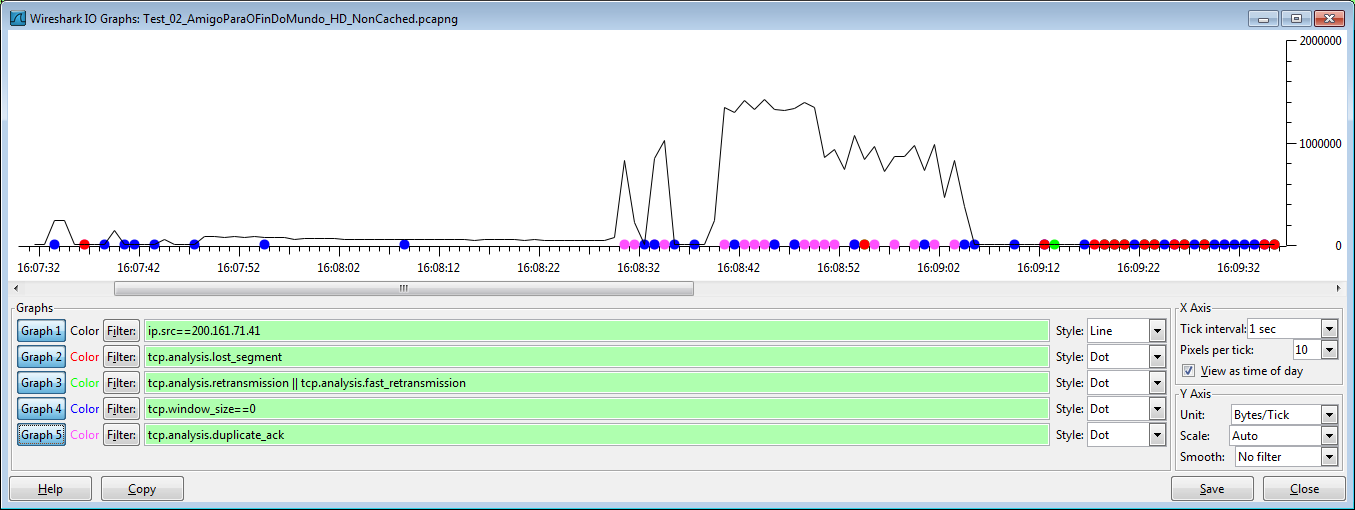 Wireshark IO Graphs: Test_02_AmigoParaOFinDoMundo_HD_NonCached.pcapng
2000000
1000000
0
16:07:32 16:07:42 16:07:52 16:08:02 16:08:12 16:08:22 16:08:32 16:08:42 16:08:52 16:09:02 16:09:12 16:09:22 16:09:32
Graphs
Graph 1 Color Filter: ip.src==200.161.71.41 Style: Line
Graph 2 Color Filter: tcp.analysis.lost_segment Style: Dot
Graph 3 Color Filter: tcp.analysis.retransmission || tcp.analysis.fast_retransmission Style: Dot
Graph 4 Color Filter: tcp.window_size==0 Style: Dot
Graph 5 Color Filter: tcp.analysis.duplicate_ack Style: Dot
X Axis
Tick interval: 1 sec
Pixels per tick: 10
View as time of day
Y Axis
Unit: Bytes/Tick
Scale: Auto
Smooth: No filter
Help Copy Save Close